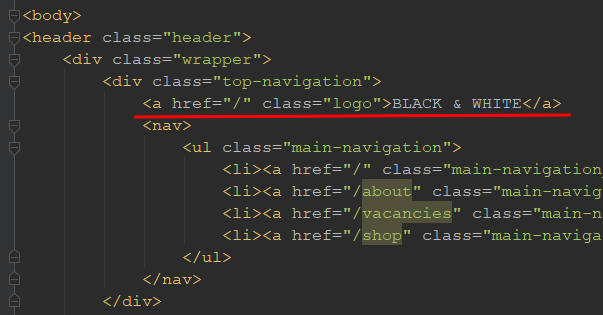 <body>
<header class="header">
<div class="wrapper">
<div class="top-navigation">
<a href="/" class="logo">BLACK & WHITE</a>
<nav>
<ul class="main-navigation">
<li><a href="/" class="main-navigation
<li><a href="/about" class="main-navig
<li><a href="/vacancies" class="main-n
<li><a href="/shop" class="main-naviga
</ul>
</nav>
</div>